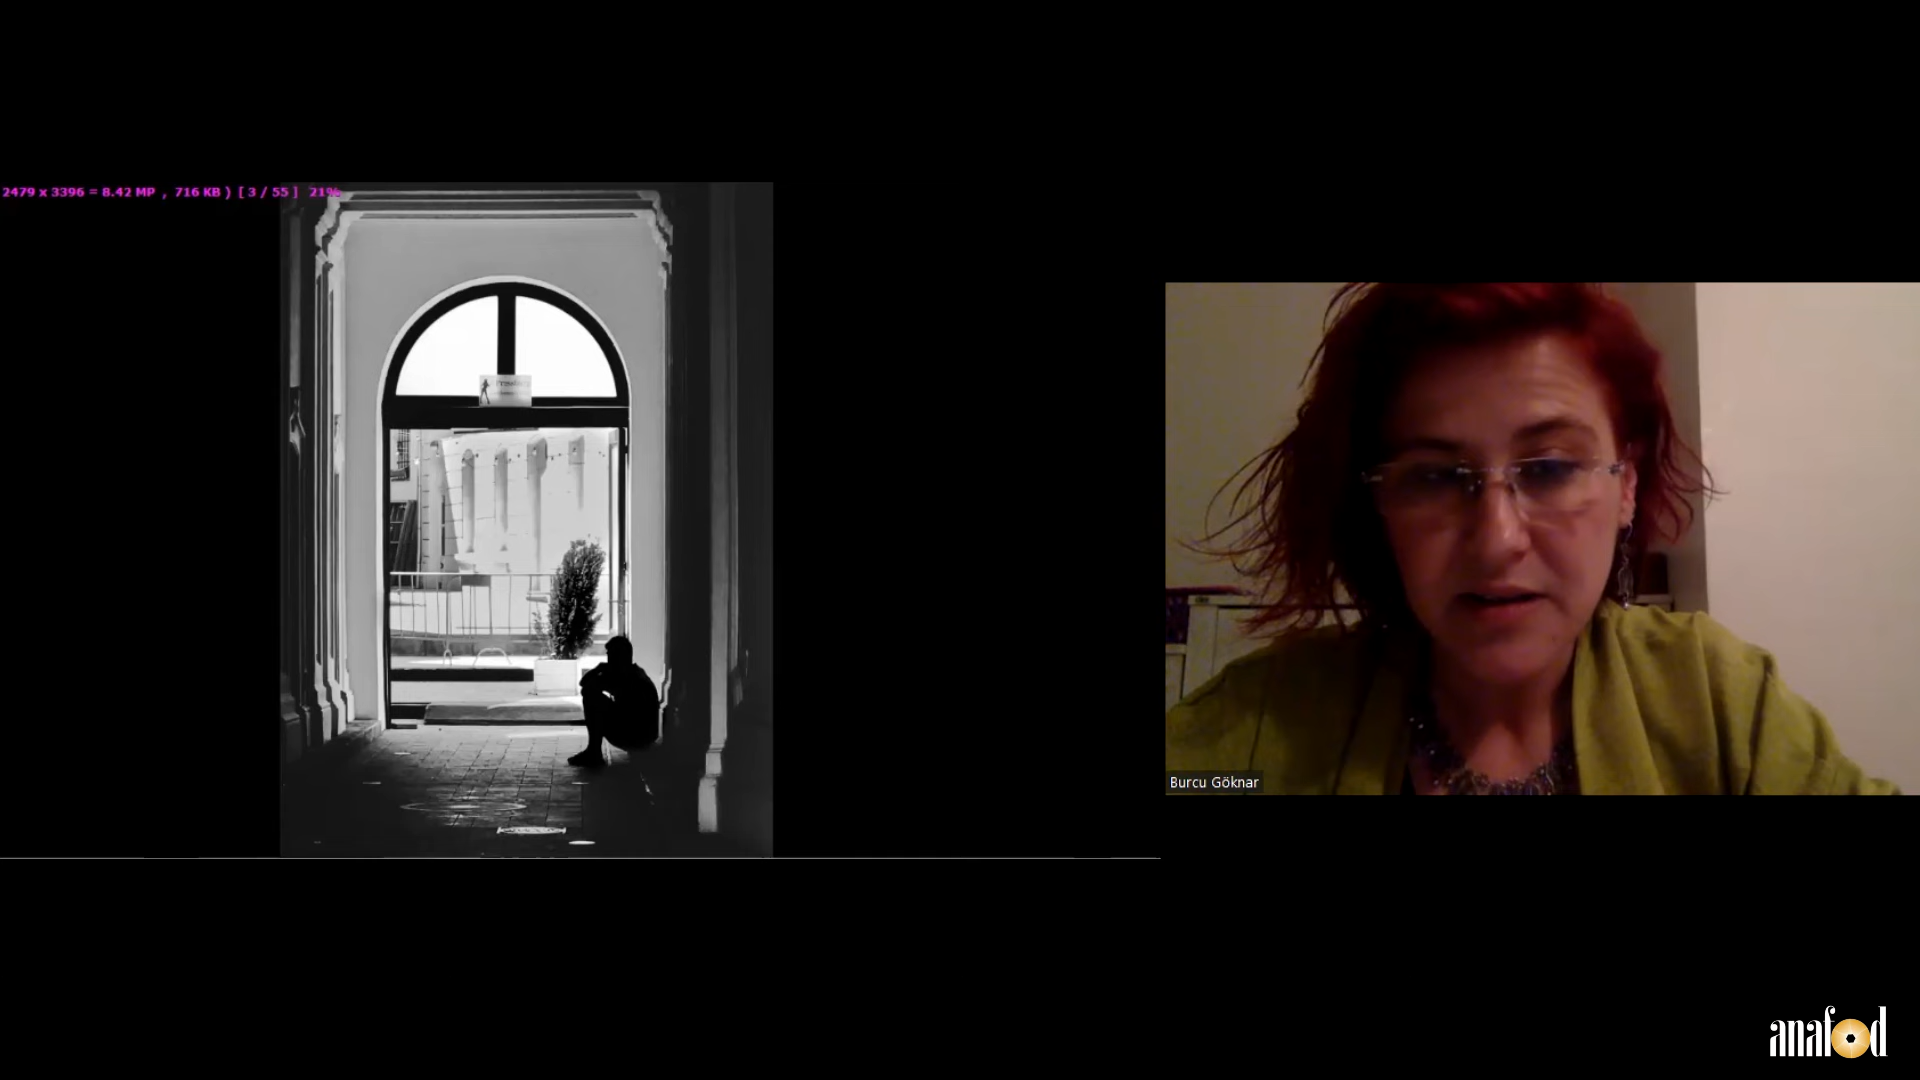 2479 x 3396 = 8.42 MP , 716 KB ) [ 3 / 55 ] 21%
Burcu Göknar
anafod